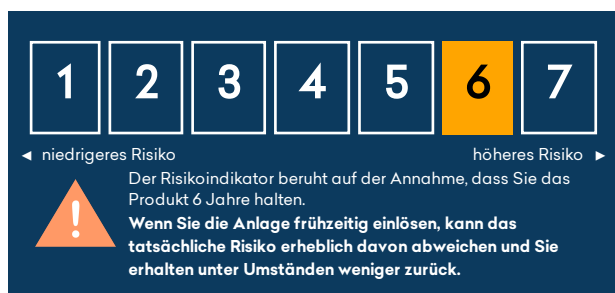 1 2 3 4 5 6 7
◄ niedrigeres Risiko höheres Risiko ►
Der Risikoindikator beruht auf der Annahme, dass Sie das
Produkt 6 Jahre halten.
Wenn Sie die Anlage frühzeitig einlösen, kann das
tatsächliche Risiko erheblich davon abweichen und Sie
erhalten unter Umständen weniger zurück.